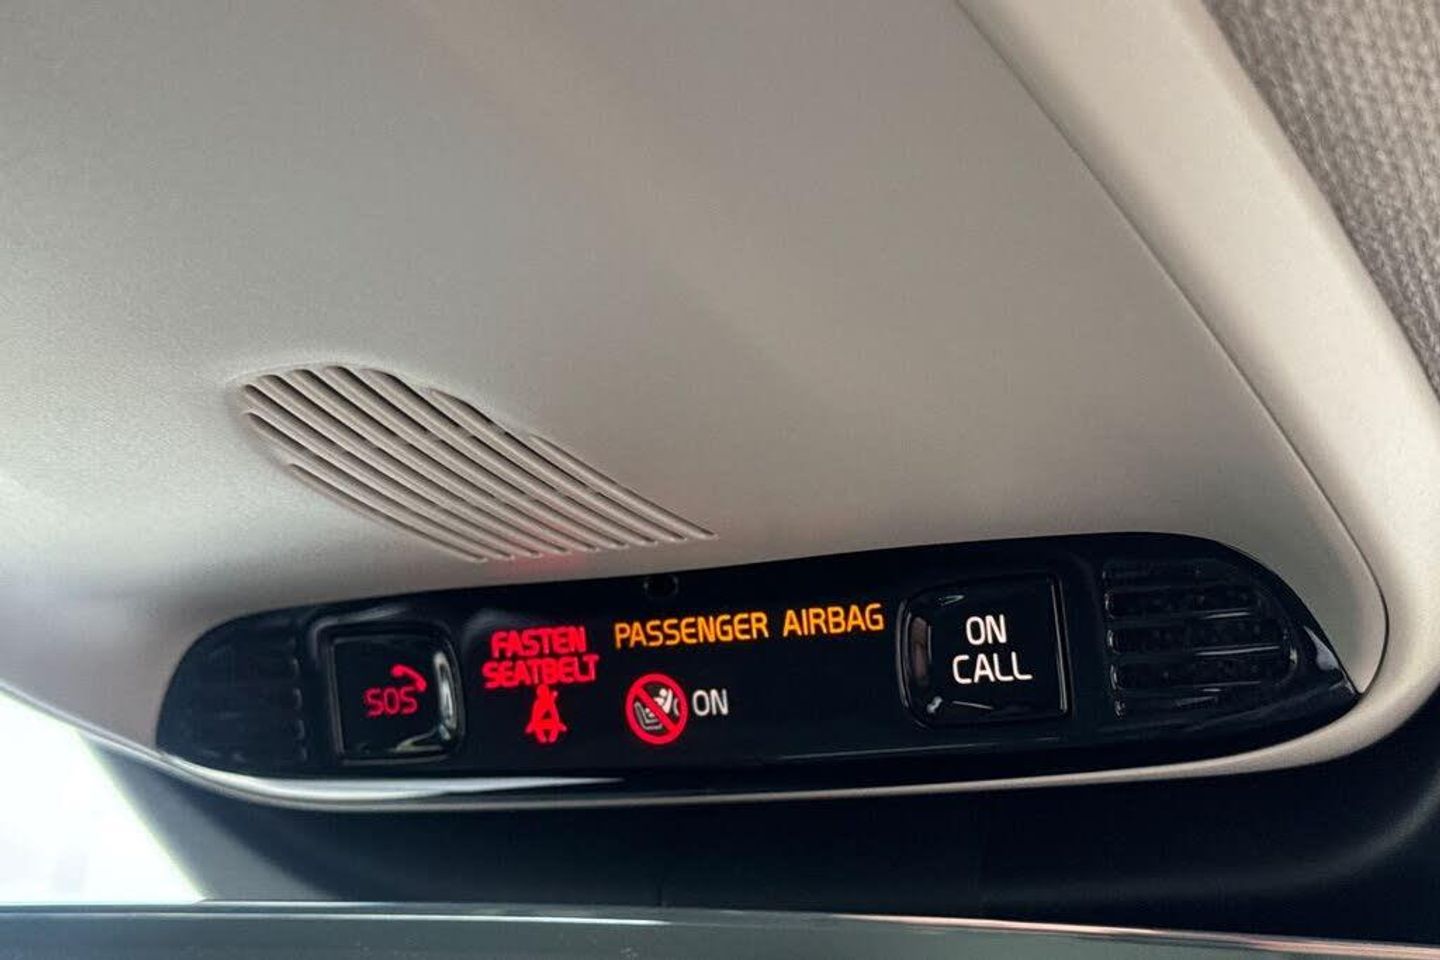 SOS
FASTEN
SEATBELT
PASSENGER AIRBAG
ON
ON
CALL